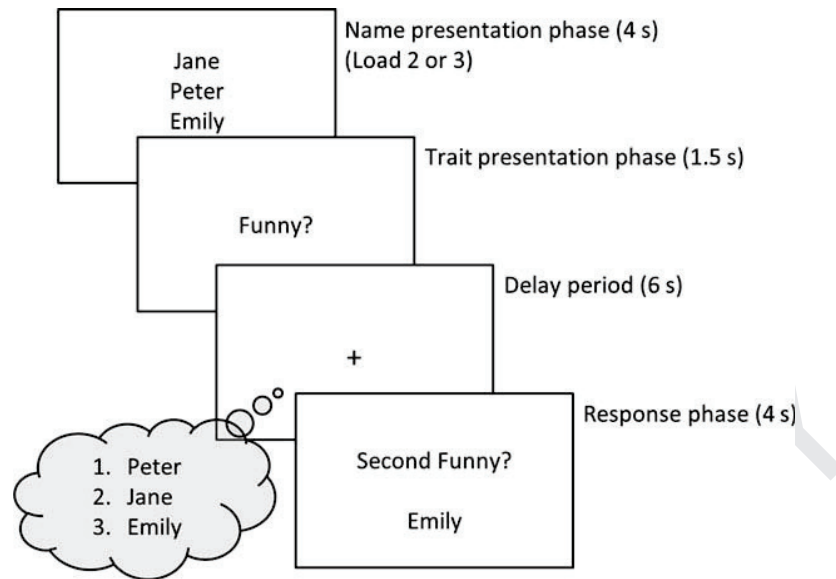 Jane
Peter
Emily
Name presentation phase (4 s)
(Load 2 or 3)
Funny?
Trait presentation phase (1.5 s)
+
Delay period (6 s)
1. Peter
2. Jane
3. Emily
Second Funny?
Emily
Response phase (4 s)